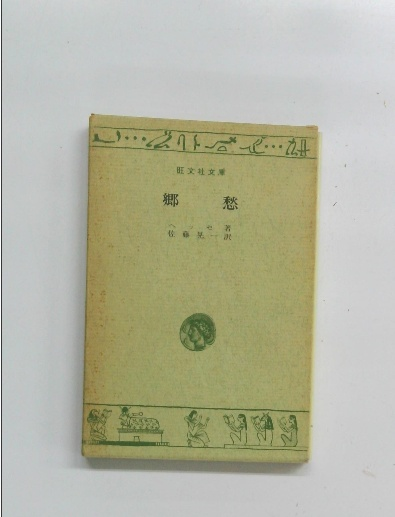 旺文社文庫
郷愁
ヘッセ著
佐藤晃一訳